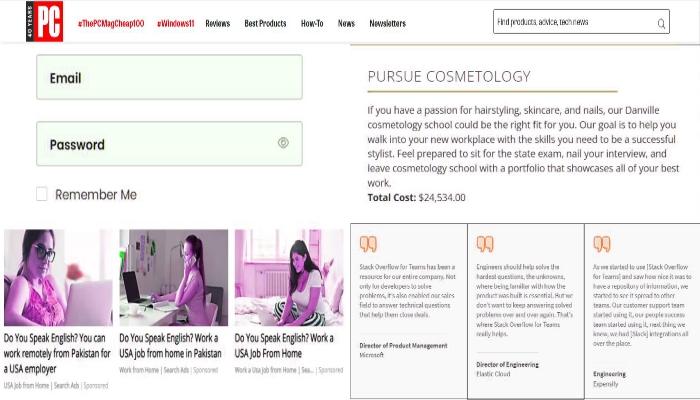 40 YEARS
PC
#ThePCMagCheap100
#Windows11
Reviews
Best Products
How-To
News
Newsletters
Find products, advice, tech news
Email
Password
Remember Me
PURSUE COSMETOLOGY
If you have a passion for hairstyling, skincare, and nails, our Danville
cosmetology school could be the right fit for you. Our goal is to help you
walk into your new workplace with the skills you need to be a successful
stylist. Feel prepared to sit for the state exam, nail your interview, and
leave cosmetology school with a portfolio that showcases all of your best
work.
Total Cost: $24,534.00
Do You Speak English? You can
work remotely from Pakistan for
a USA employer
USA Job from Home | Search Ads | Sponsored
Do You Speak English? Work a
USA job from home in Pakistan
Work from Home | Search Ads | Sponsored
Do You Speak English? Work a
USA Job From Home
Work a Usa Job from Home | Sea... | Sponsored
Stack Overflow for Teams has been a
resource for our entire company. Not
only for developers to solve
problems, it's also enabled our sales
field to answer technical questions
that help them close deals.
Director of Product Management
Microsoft
Engineers should help solve the
hardest questions, the unknowns,
where being familiar with how the
product was built is essential. But we
don't want to keep answering solved
problems over and over again. That's
where Stack Overflow for Teams
really helps.
Director of Engineering
Elastic Cloud
As we started to use [Stack Overflow
for Teams] and saw how nice it was to
have a repository of information, we
started to see it spread to other
teams. Our customer support team
started using it, our people success
team started using it, next thing we
knew, we had [Slack] integrations all
over the place.
Engineering
Expensify